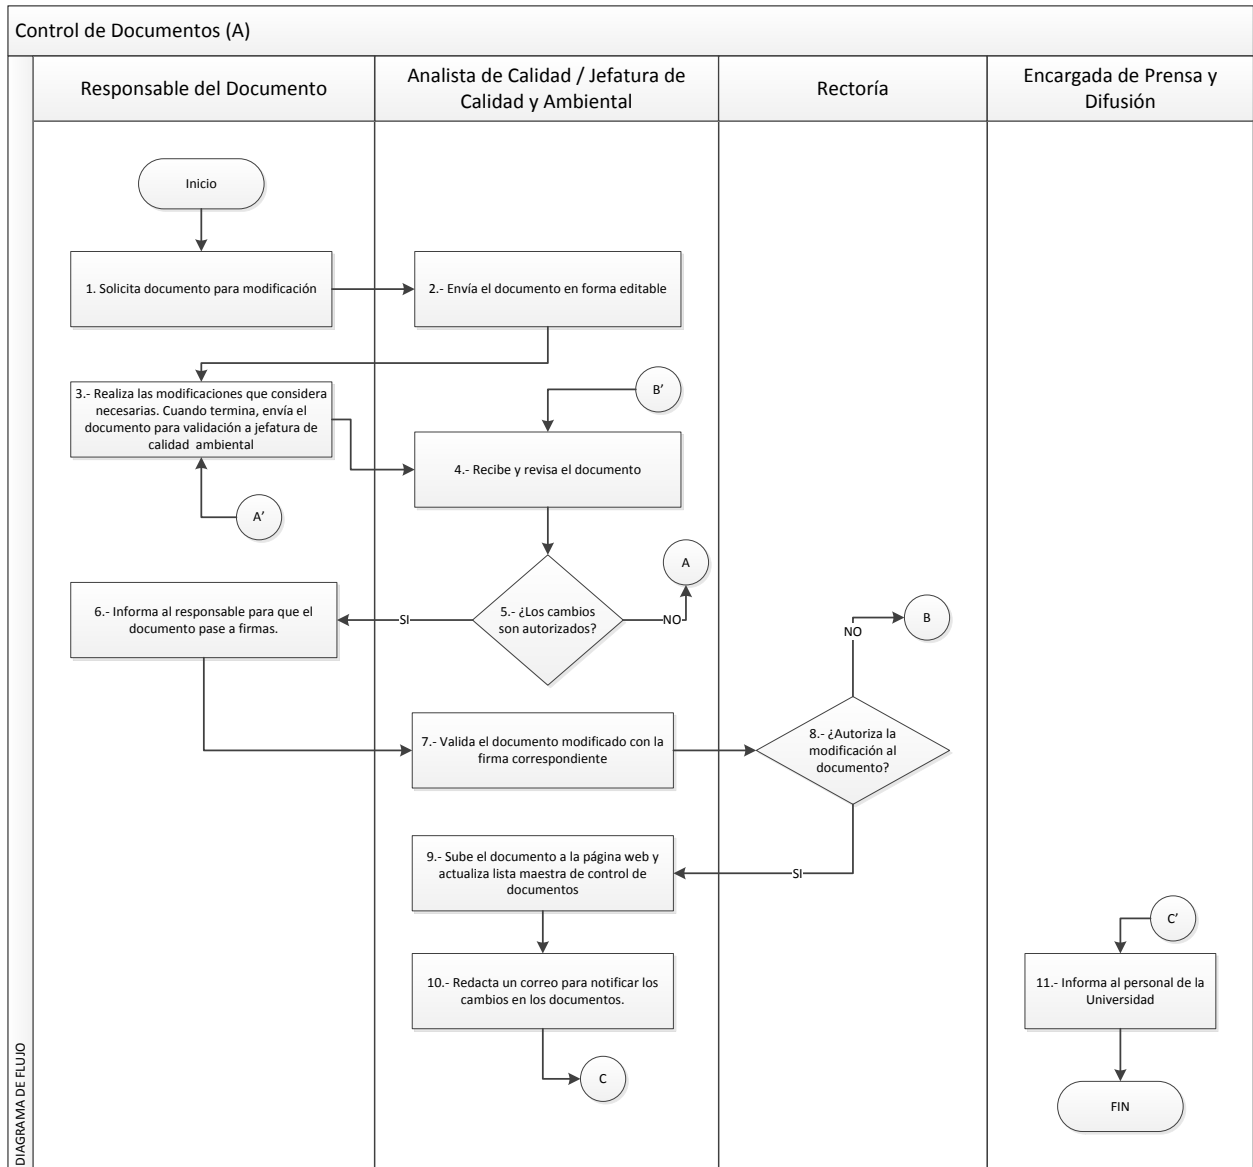 Control de Documentos (A)
Responsable del Documento
Analista de Calidad / Jefatura de
Calidad y Ambiental
Rectoría
Encargada de Prensa y
Difusión
Inicio
1. Solicita documento para modificación
2.- Envía el documento en forma editable
3.- Realiza las modificaciones que considera
necesarias. Cuando termina, envía el
documento para validación a jefatura de
calidad  ambiental
B’
4.- Recibe y revisa el documento
A’
A
5.- ¿Los cambios
son autorizados?
SI
NO
6.- Informa al responsable para que el
documento pase a firmas.
B
NO
7.- Valida el documento modificado con la
firma correspondiente
8.- ¿Autoriza la
modificación al
documento?
SI
9.- Sube el documento a la página web y
actualiza lista maestra de control de
documentos
10.- Redacta un correo para notificar los
cambios en los documentos.
C
C’
11.- Informa al personal de la
Universidad
FIN
DIAGRAMA DE FLUJO